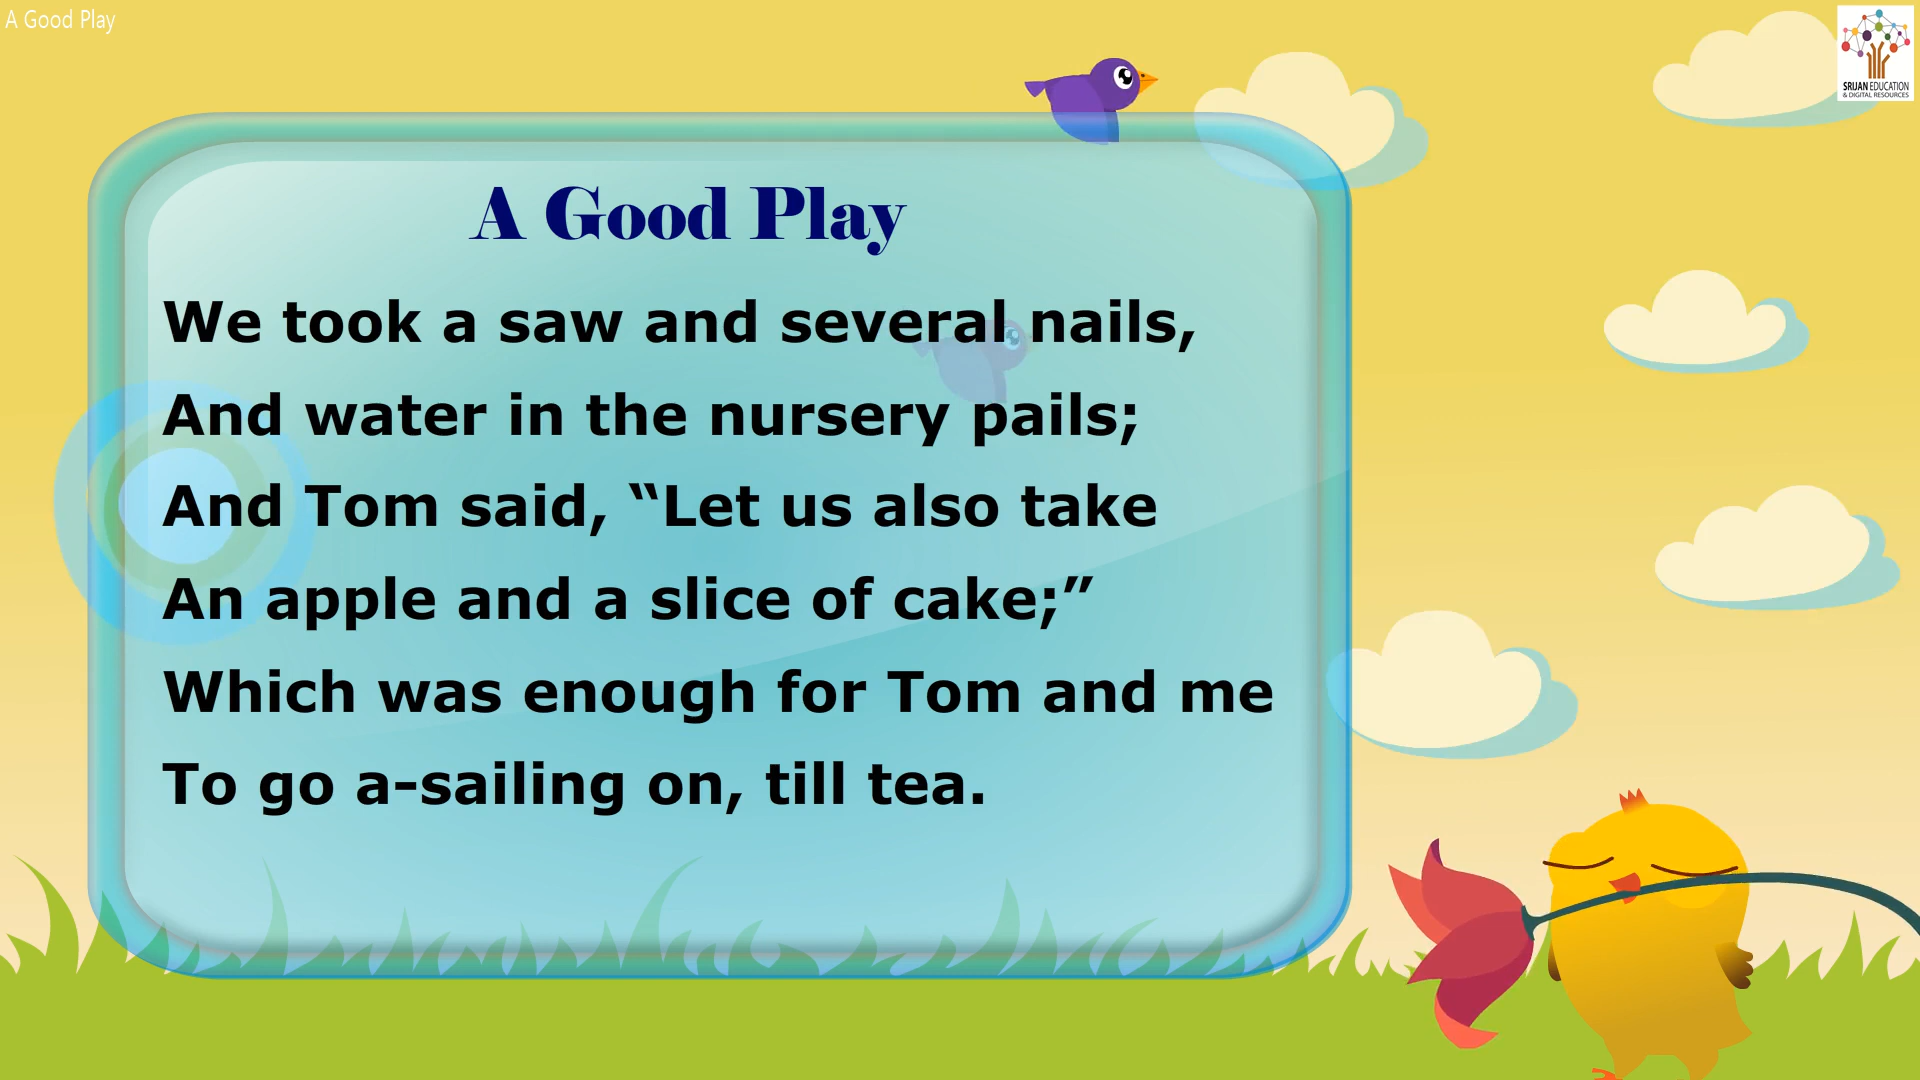 A Good Play
SRIJAN EDUCATION
& DIGITAL RESOURCES
A Good Play
We took a saw and several nails,
And water in the nursery pails;
And Tom said, “Let us also take
An apple and a slice of cake;”
Which was enough for Tom and me
To go a-sailing on, till tea.